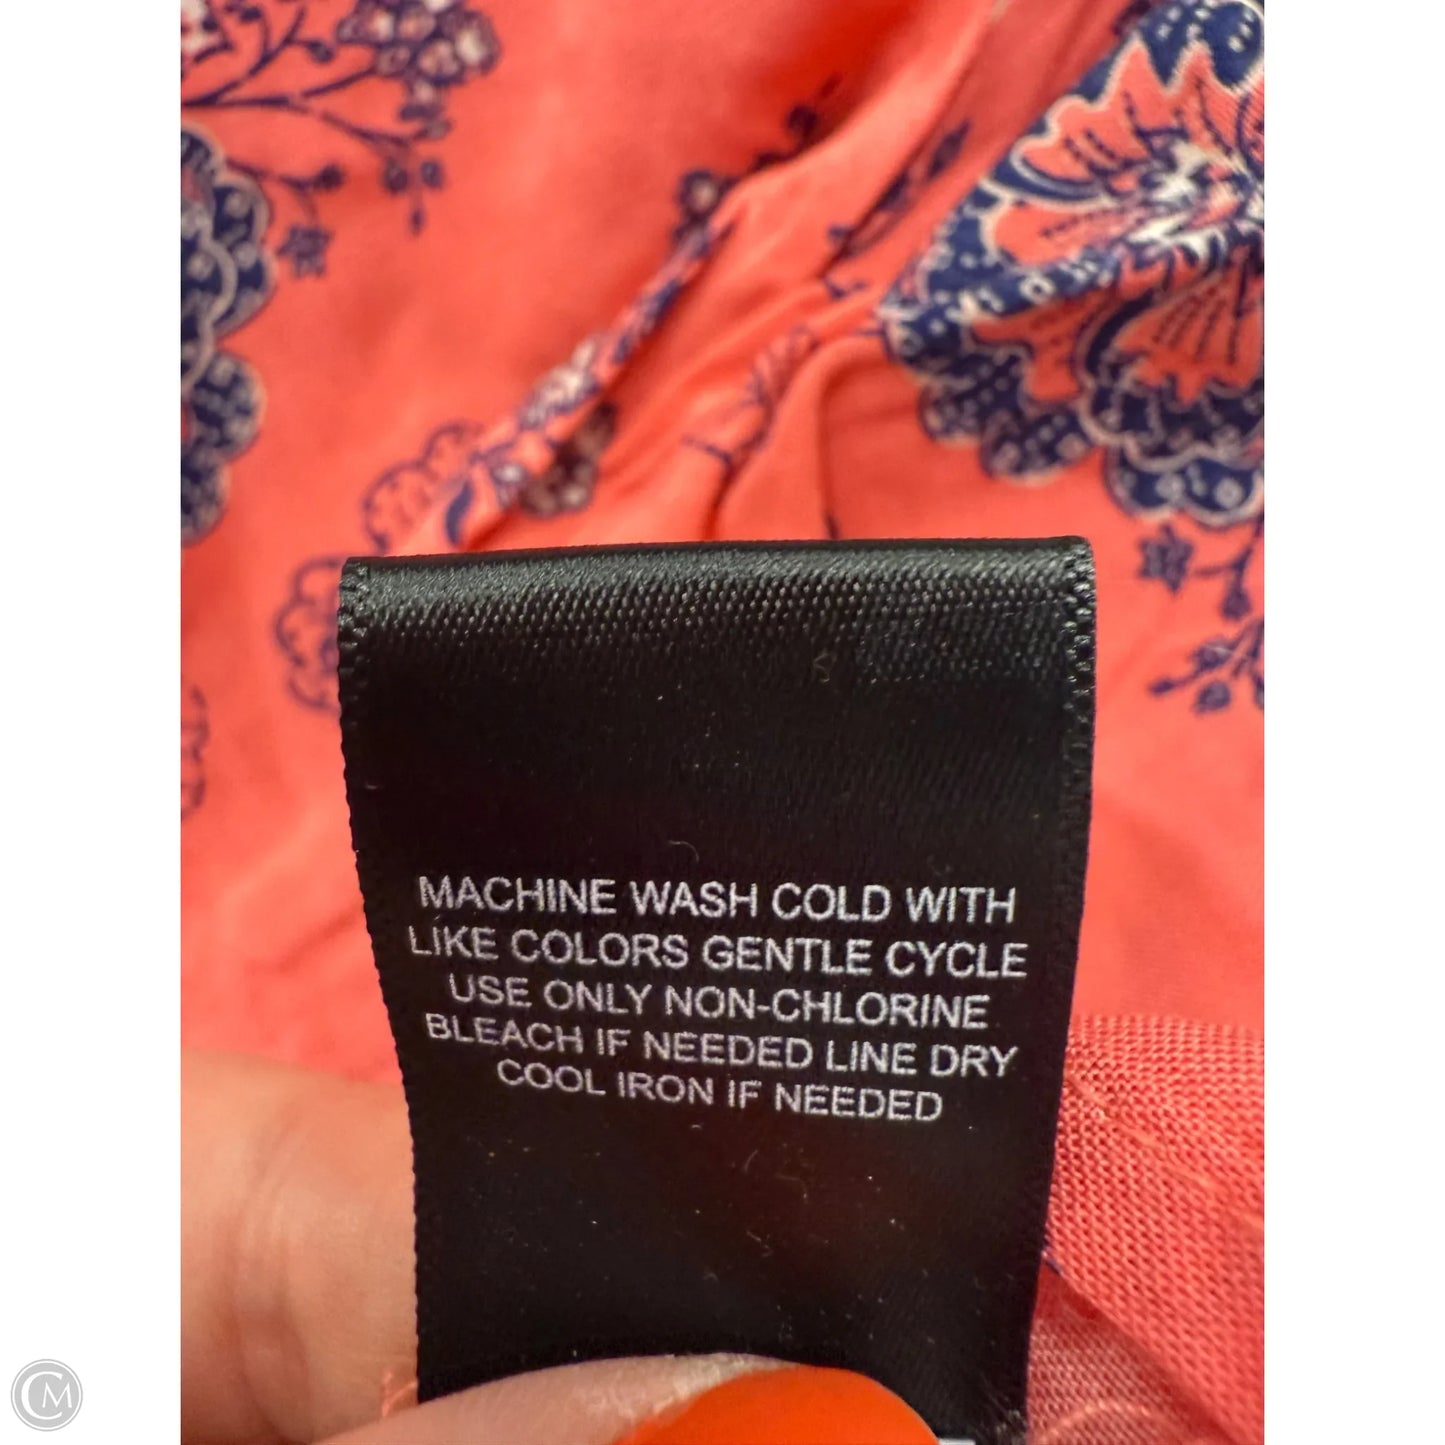 MACHINE WASH COLD WITH
LIKE COLORS GENTLE CYCLE
USE ONLY NON-CHLORINE
BLEACH IF NEEDED LINE DRY
COOL IRON IF NEEDED
CM